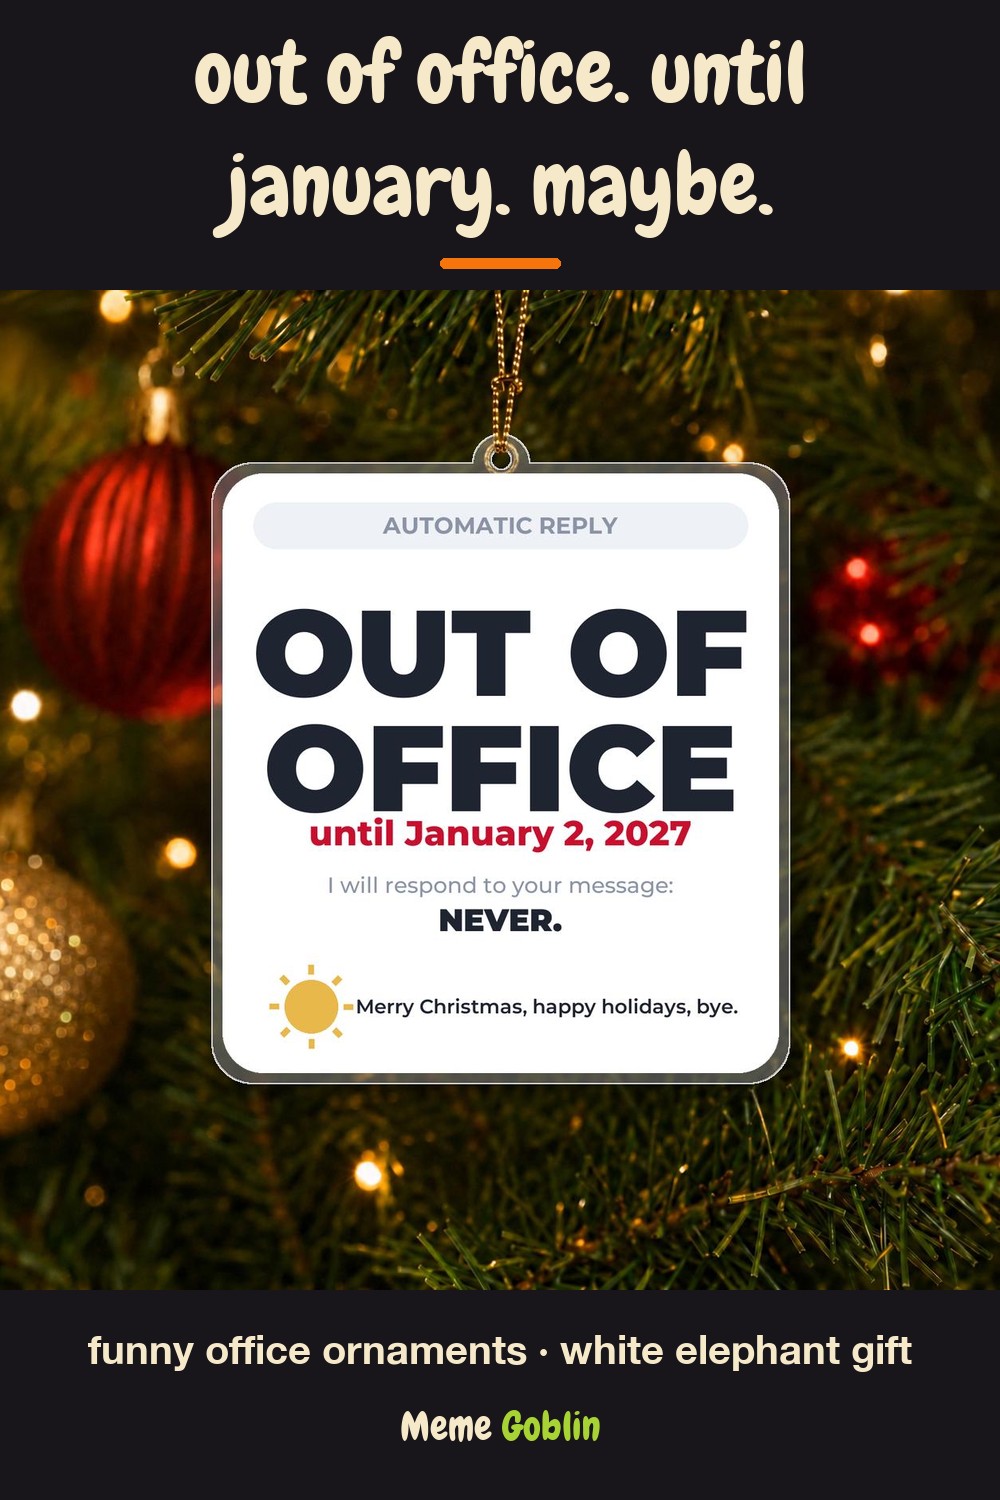 out of office. until
january. maybe.
AUTOMATIC REPLY
OUT OF
OFFICE
until January 2, 2027
I will respond to your message:
NEVER.
Merry Christmas, happy holidays, bye.
funny office ornaments · white elephant gift
Meme Goblin